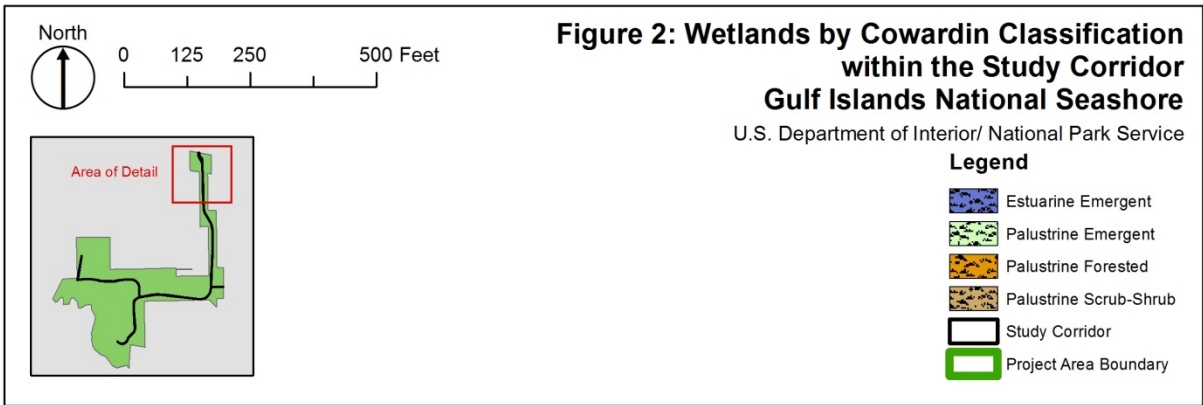 North
0 125 250 500 Feet
Figure 2: Wetlands by Cowardin Classification
within the Study Corridor
Gulf Islands National Seashore
U.S. Department of Interior/ National Park Service
Area of Detail
Legend
Estuarine Emergent
Palustrine Emergent
Palustrine Forested
Palustrine Scrub-Shrub
Study Corridor
Project Area Boundary